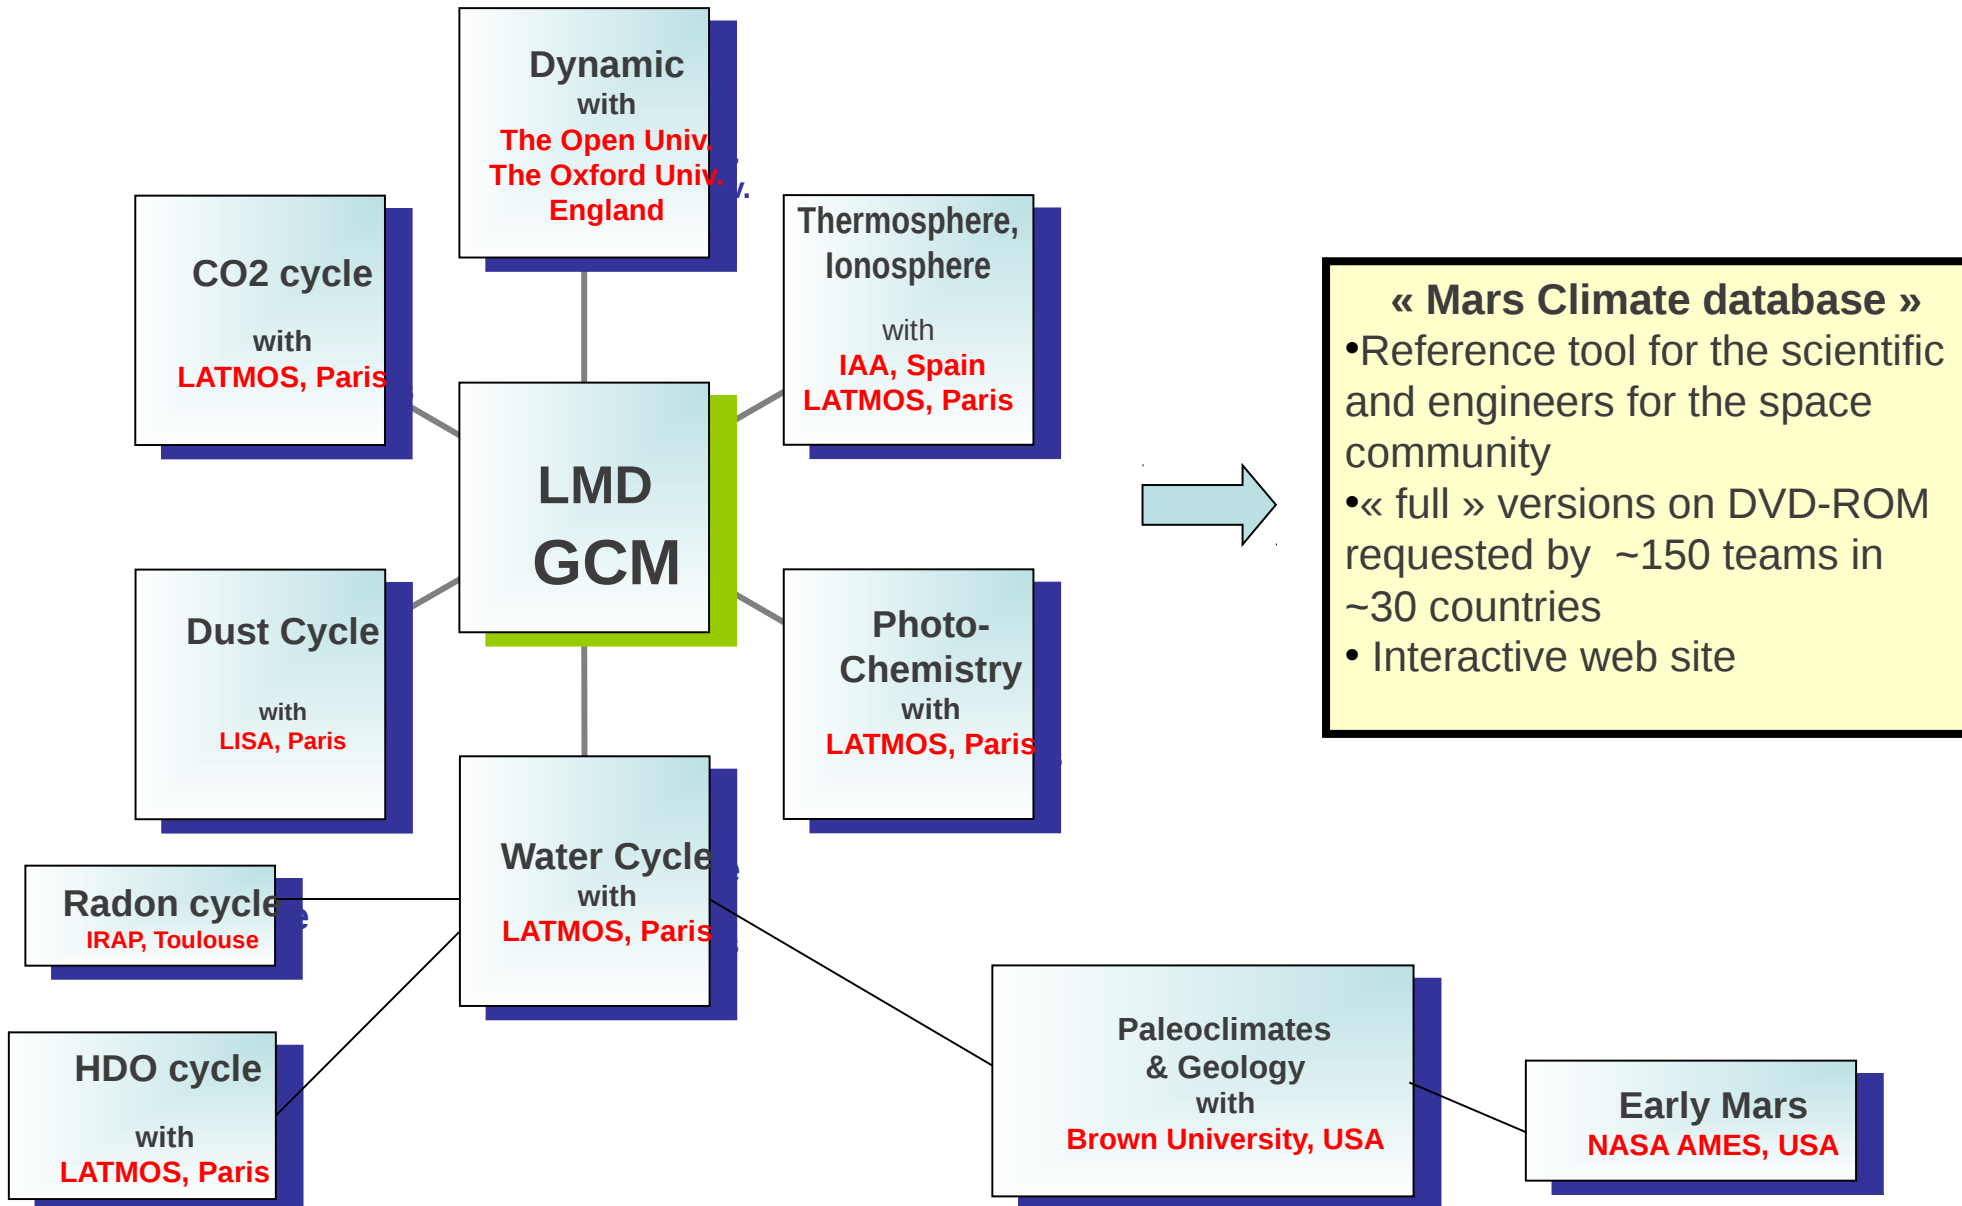 Dynamic
with
The Open Univ.
The Oxford Univ.
England
CO2 cycle
with
LATMOS, Paris
Thermosphere,
Ionosphere
with
IAA, Spain
LATMOS, Paris
LMD
GCM
« Mars Climate database »
•Reference tool for the scientific
and engineers for the space
community
•« full » versions on DVD-ROM
requested by ~150 teams in
~30 countries
• Interactive web site
Dust Cycle
with
LISA, Paris
Photo-
Chemistry
with
LATMOS, Paris
Water Cycle
with
LATMOS, Paris
Radon cycle
IRAP, Toulouse
HDO cycle
with
LATMOS, Paris
Paleoclimates
& Geology
with
Brown University, USA
Early Mars
NASA AMES, USA